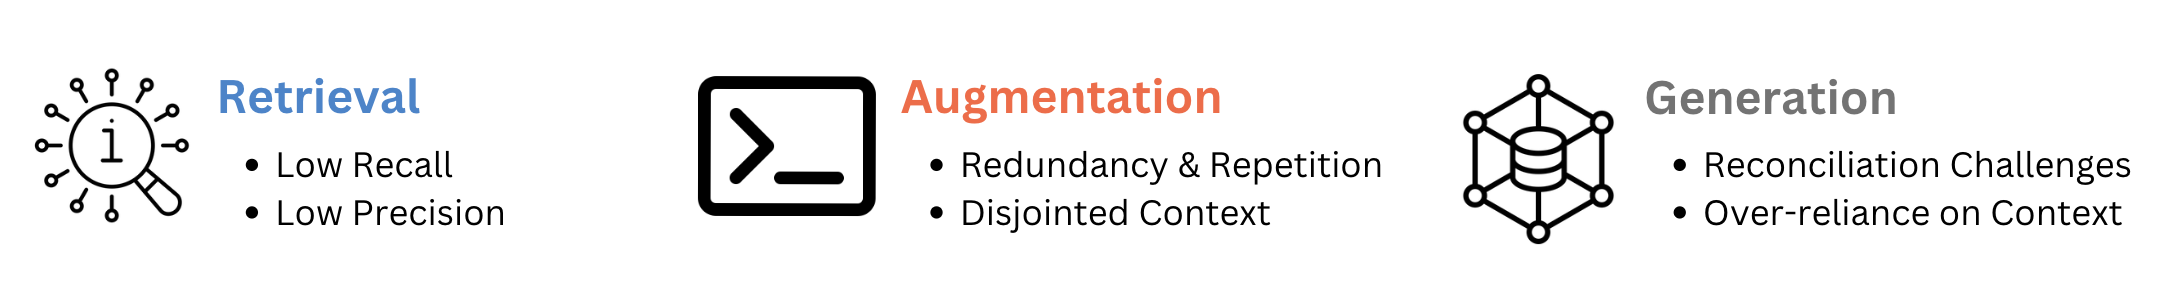 Retrieval
• Low Recall
• Low Precision
Augmentation
• Redundancy & Repetition
• Disjointed Context
Generation
• Reconciliation Challenges
• Over-reliance on Context